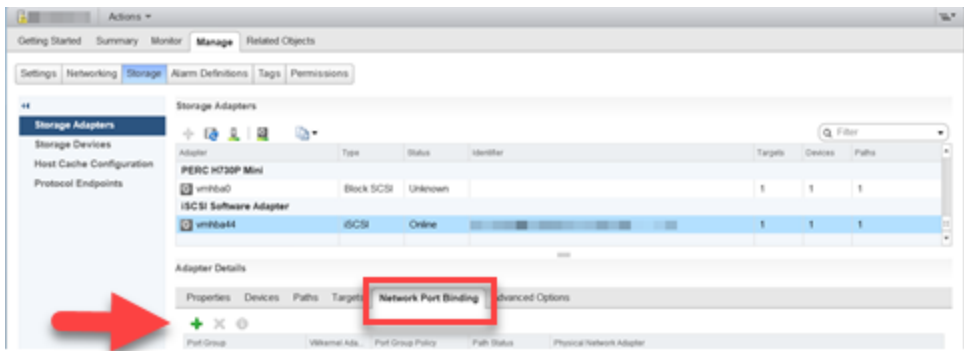 Actions
Getting Started Summary Monitor Manage Related Objects
Settings Networking Storage Alarm Definitions Tags Permissions
Storage Adapters
Storage Adapters
Storage Devices
Host Cache Configuration
Protocol Endpoints
Filter
Adapter Type Status Identifier Targets Devices Paths
PERC H730P Mini
vmhba0 Block SCSI Unknown 1 1 1
iSCSI Software Adapter
vmhba44 iSCSI Online 1 1 1
Adapter Details
Properties Devices Paths Targets Network Port Binding Advanced Options
Port Group VMkernel Ada... Port Group Policy Path Status Physical Network Adapter